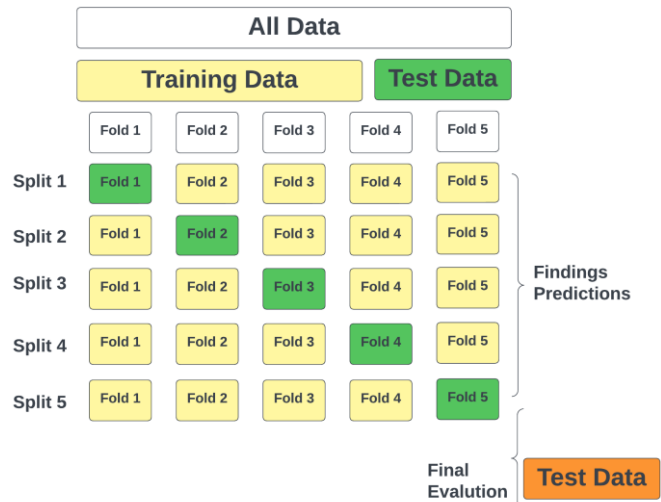 All Data
Training Data Test Data
Fold 1 Fold 2 Fold 3 Fold 4 Fold 5
Split 1 Fold 1 Fold 2 Fold 3 Fold 4 Fold 5
Split 2 Fold 1 Fold 2 Fold 3 Fold 4 Fold 5
Split 3 Fold 1 Fold 2 Fold 3 Fold 4 Fold 5
Findings
Predictions
Split 4 Fold 1 Fold 2 Fold 3 Fold 4 Fold 5
Split 5 Fold 1 Fold 2 Fold 3 Fold 4 Fold 5
Final
Evalution
Test Data